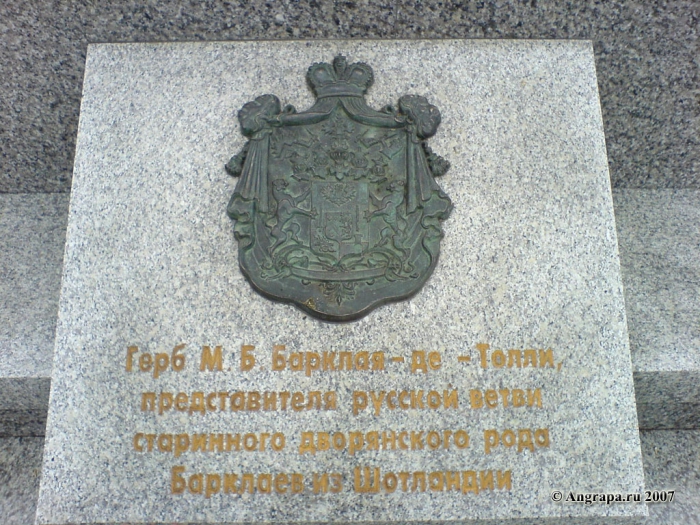 Герб М Б Барклая – де – Толли,
представителя русской ветви
старинного дворянского рода
Барклаев из Шотландии
© Angrapa.ru 2007